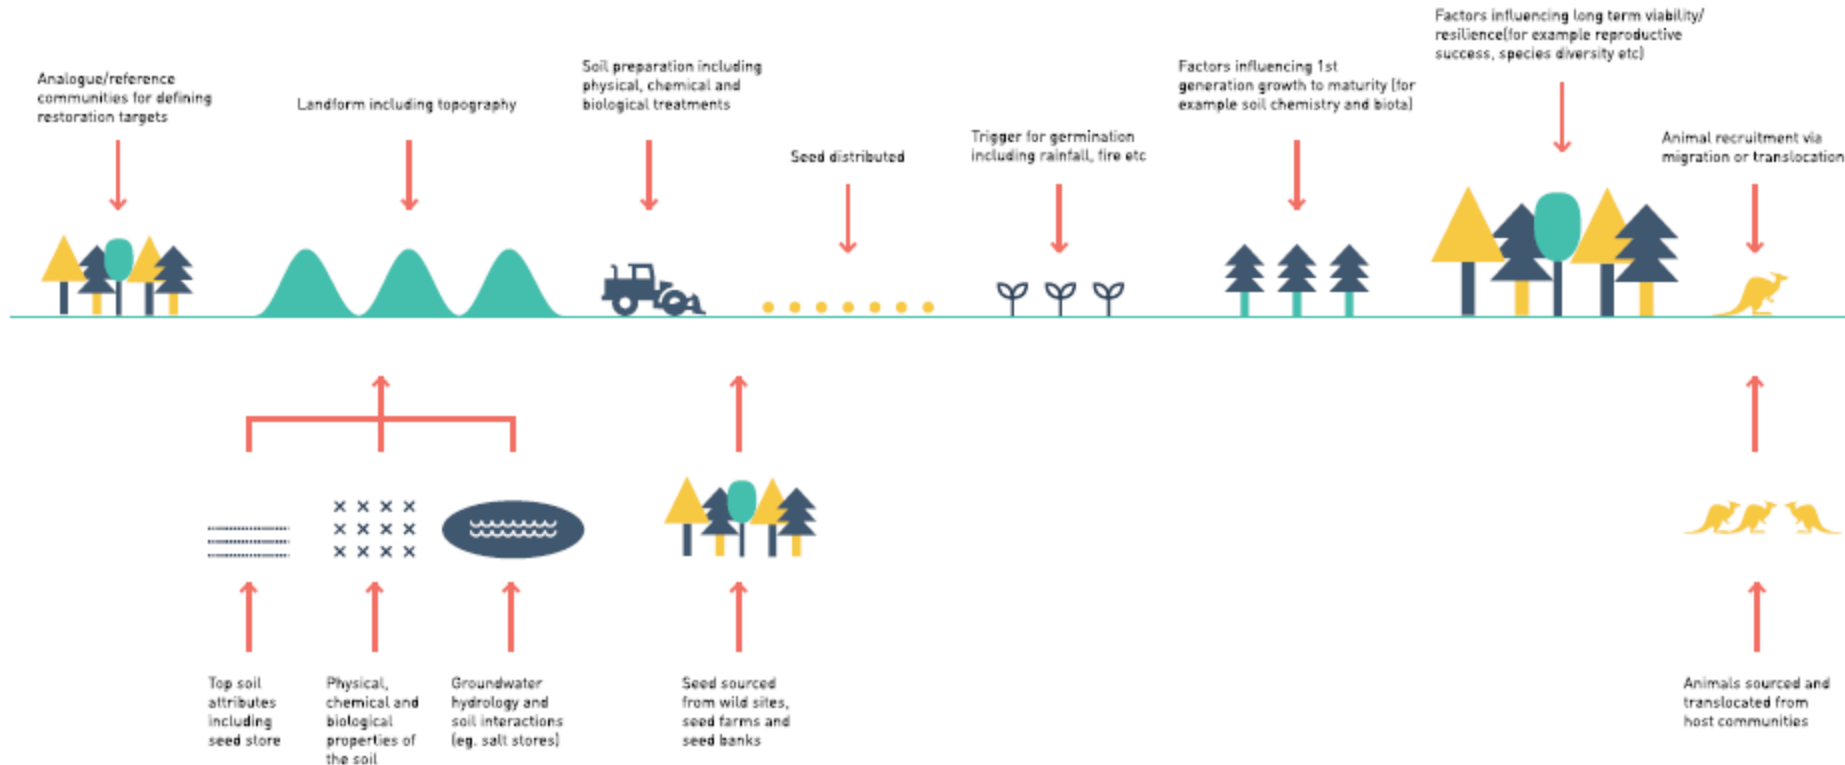 Analogue/reference
communities for defining
restoration targets
Landform including topography
Soil preparation including
physical, chemical and
biological treatments
Seed distributed
Trigger for germination
including rainfall, fire etc
Factors influencing 1st
generation growth to maturity (for
example soil chemistry and biota)
Factors influencing long term viability/
resilience(for example reproductive
success, species diversity etc)
Animal recruitment via
migration or translocation
Top soil
attributes
including
seed store
Physical,
chemical and
biological
properties of
the soil
Groundwater
hydrology and
soil interactions
(eg. salt stores)
Seed sourced
from wild sites,
seed farms and
seed banks
Animals sourced and
translocated from
host communities